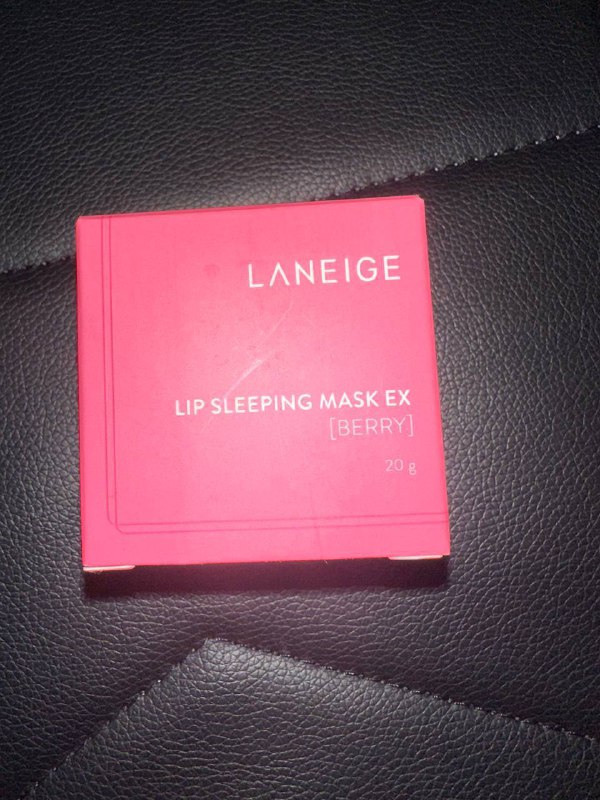 LANEIGE
LIP SLEEPING MASK EX
[BERRY]
20 g